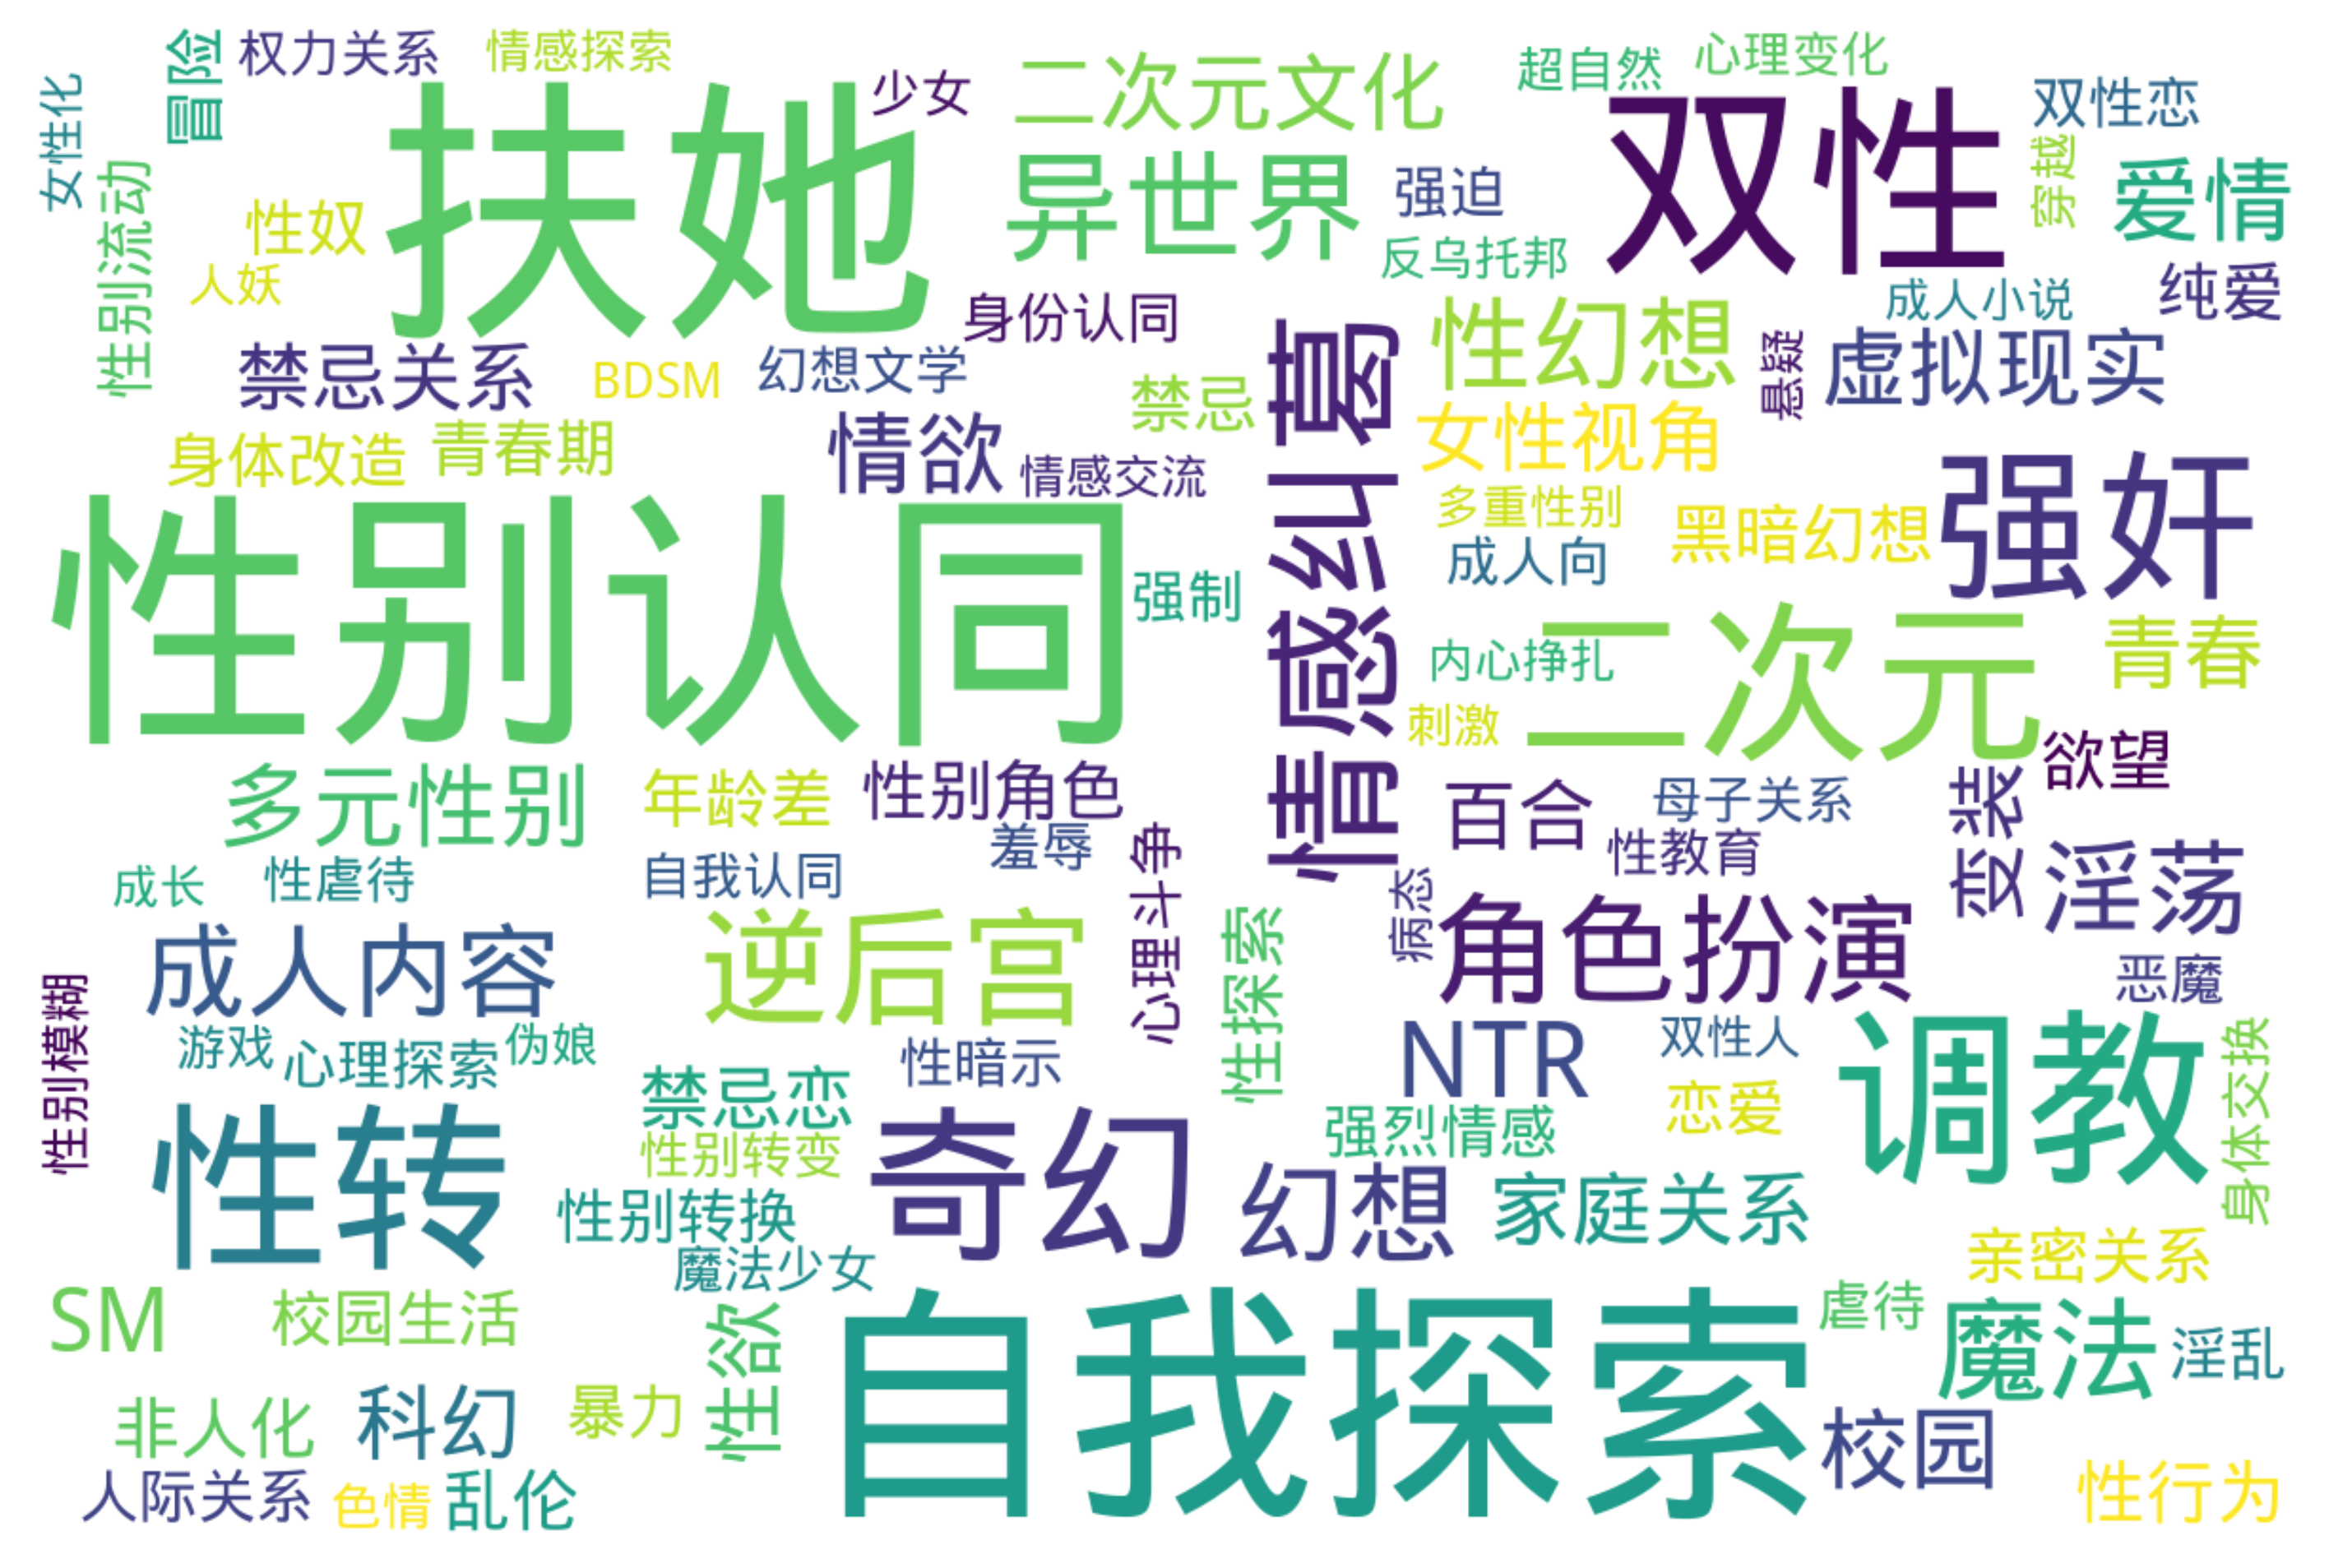 冒险
权力关系
情感探索
少女
二次元文化
超自然
心理变化
双性恋
女性化
扶她
双性
性别流动
异世界
强迫
穿越
爱情
性奴
反乌托邦
人妖
身份认同
成人小说
纯爱
禁忌关系
BDSM
幻想文学
禁忌
情感纠葛
性幻想
悬疑
虚拟现实
身体改造
青春期
情欲
情感交流
女性视角
多重性别
黑暗幻想
强奸
性别认同
强制
成人向
二次元
青春
内心挣扎
刺激
欲望
多元性别
年龄差
性别角色
百合
母子关系
变装
成长
性虐待
自我认同
羞辱
心理斗争
性教育
淫荡
病态
成人内容
逆后宫
性探索
角色扮演
恶魔
性别模糊
游戏
心理探索
伪娘
性暗示
NTR
双性人
调教
身体交换
禁忌恋
恋爱
性转
性别转变
奇幻
强烈情感
性别转换
幻想
家庭关系
魔法少女
亲密关系
SM
校园生活
性欲
自我探索
虐待
魔法
淫乱
非人化
科幻
暴力
校园
人际关系
色情
乱伦
性行为